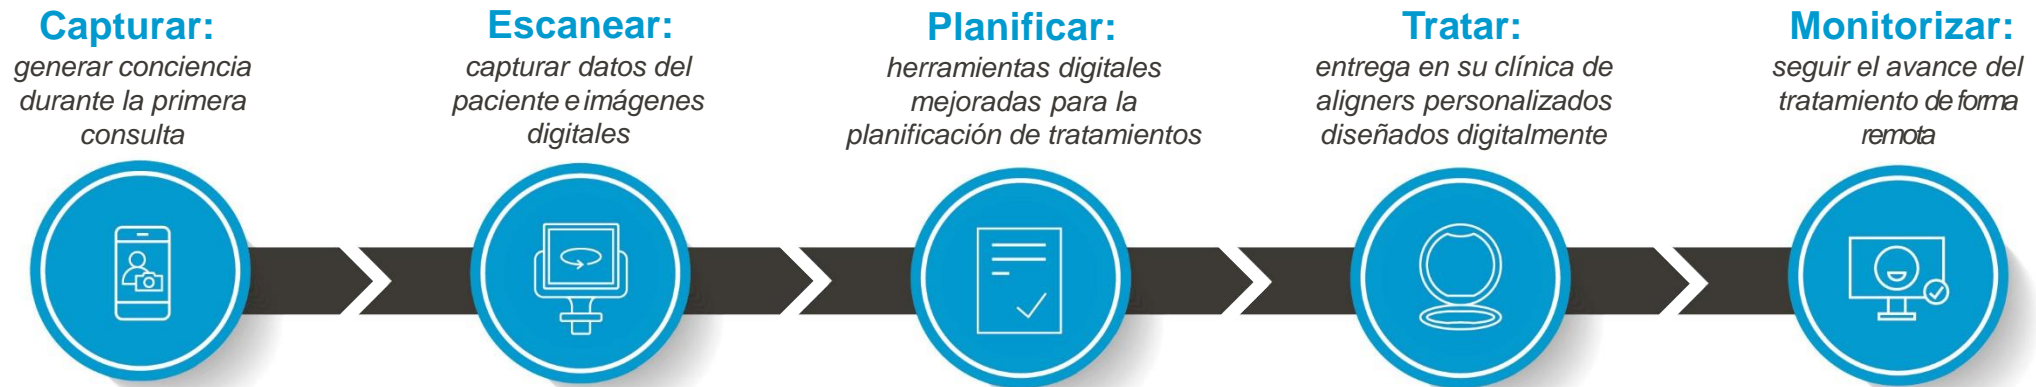 Capturar:
generar conciencia
durante la primera
consulta
Escanear:
capturar datos del
paciente e imágenes
digitales
Planificar:
herramientas digitales
mejoradas para la
planificación de tratamientos
Tratar:
entrega en su clínica de
aligners personalizados
diseñados digitalmente
Monitorizar:
seguir el avance del
tratamiento de forma
remota